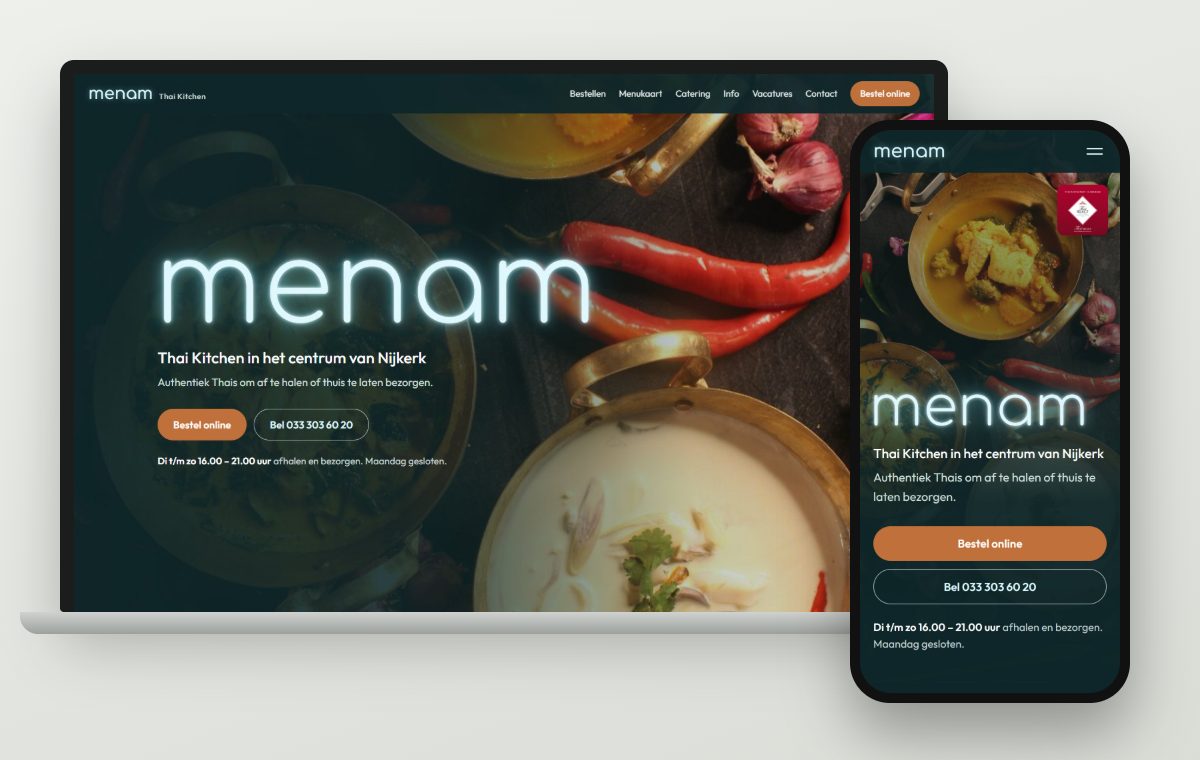 menam Thai Kitchen
Bestellen Menukaart Catering Info Vacatures Contact Bestel online
menam
Thai Kitchen in het centrum van Nijkerk
Authentiek Thais om af te halen of thuis te laten bezorgen.
Bestel online Bel 033 303 60 20
Di t/m zo 16.00 – 21.00 uur afhalen en bezorgen. Maandag gesloten.
menam
menam
Thai Kitchen in het centrum van Nijkerk
Authentiek Thais om af te halen of thuis te
laten bezorgen.
Bestel online
Bel 033 303 60 20
Di t/m zo 16.00 – 21.00 uur afhalen en bezorgen.
Maandag gesloten.